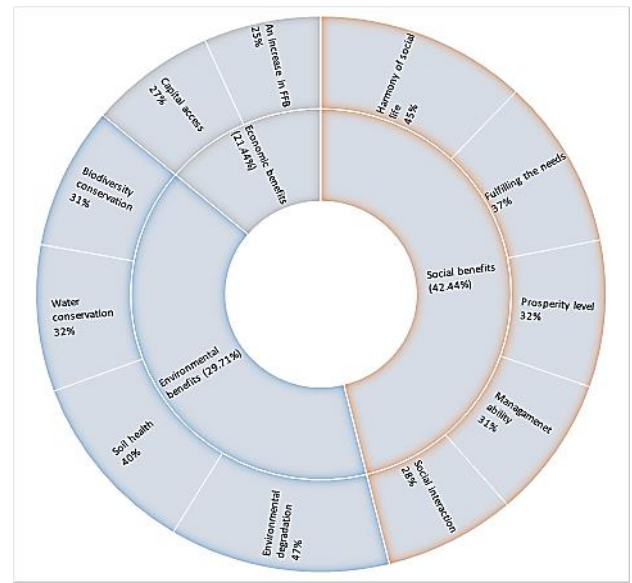 An increase in FFB
25%
Capital access
27%
Economic benefits
(21.44%)
Harmony of social
life 45%
Fulfilling the needs
37%
Prosperity level
32%
Managamenet
ability
31%
Social interaction
28%
Social benefits
(42.44%)
Biodiversity
conservation
31%
Water
conservation
32%
Soil health
40%
Environmental
degradation
47%
Environmental
benefits (29.71%)